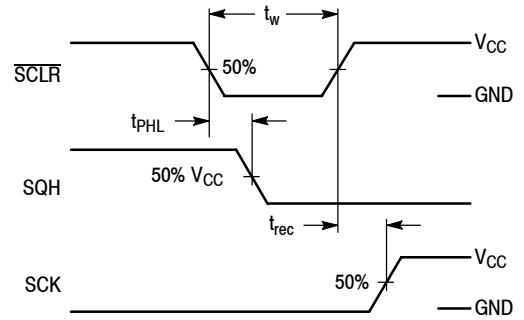 tw
VCC
SCLR
50%
GND
tPHL
SQH
50% VCC
trec
VCC
SCK
50%
GND